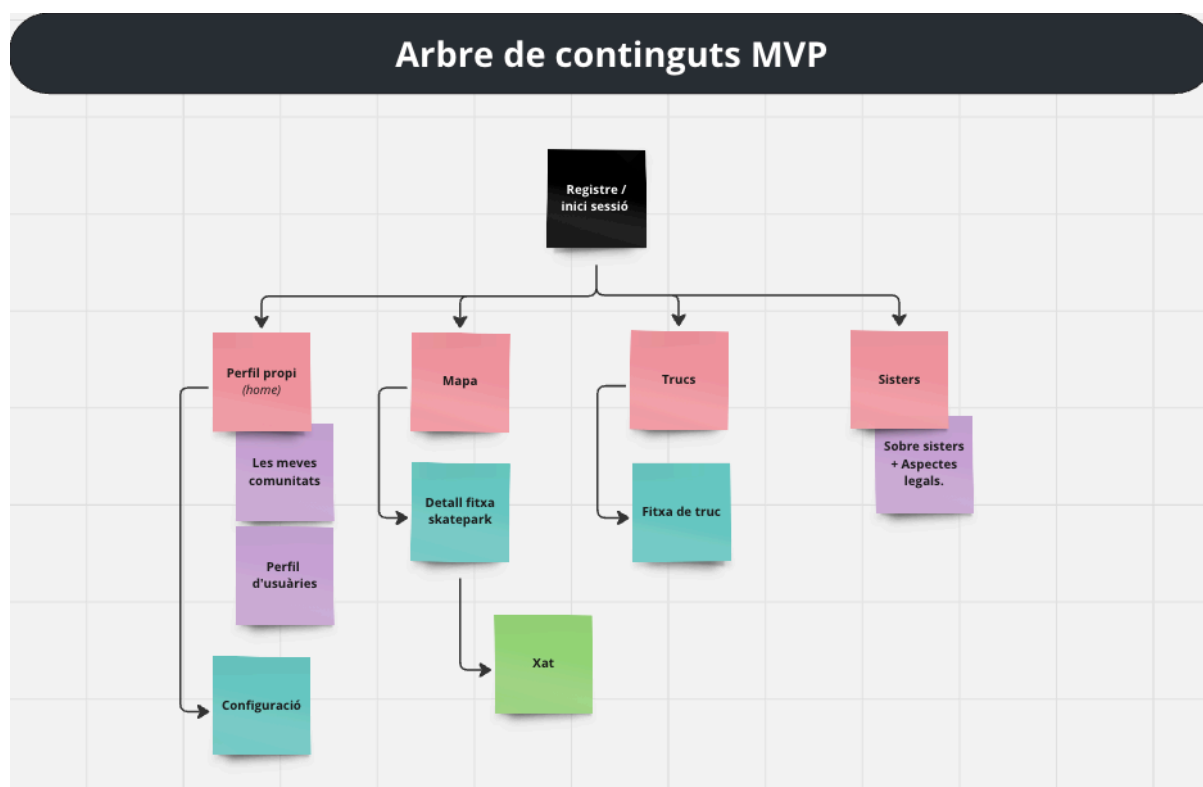 Arbre de continguts MVP
Registre /
inici sessió
Perfil propi
(home)
Mapa
Trucs
Sisters
Les meves
comunitats
Sobre sisters
+ Aspectes
legals.
Detall fitxa
skatepark
Fitxa de truc
Perfil
d'usuàries
Xat
Configuració